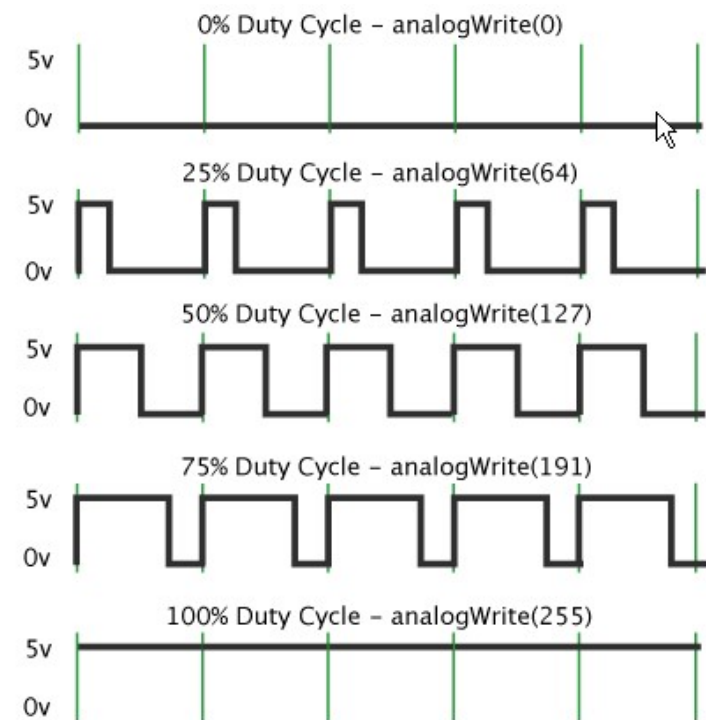 0% Duty Cycle – analogWrite(0)
5v
0v
25% Duty Cycle – analogWrite(64)
5v
0v
50% Duty Cycle – analogWrite(127)
5v
0v
75% Duty Cycle – analogWrite(191)
5v
0v
100% Duty Cycle – analogWrite(255)
5v
0v